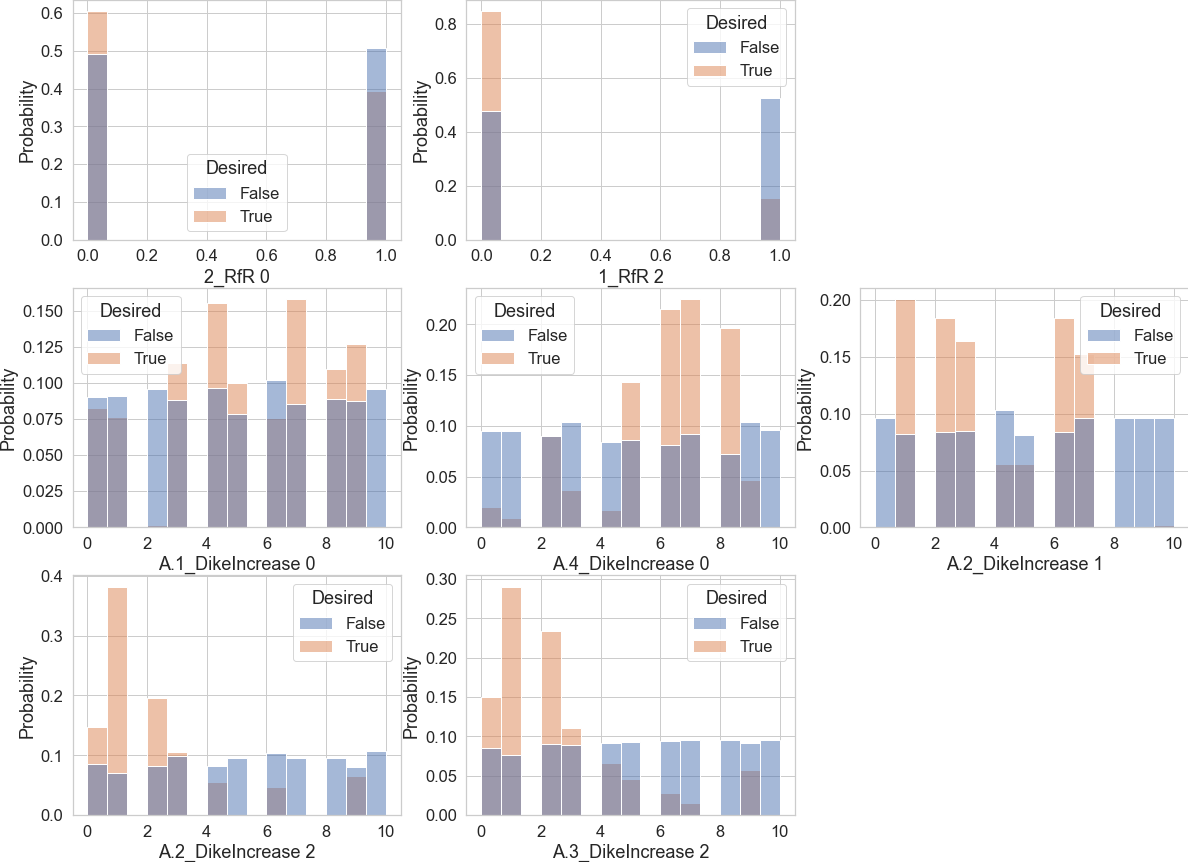 Probability
0.6
0.5
0.4
0.3
0.2
0.1
0.0
Desired
False
True
0.0 0.2 0.4 0.6 0.8 1.0
2_RfR 0
Probability
0.8
0.6
0.4
0.2
0.0
Desired
False
True
0.0 0.2 0.4 0.6 0.8 1.0
1_RfR 2
Probability
0.150
0.125
0.100
0.075
0.050
0.025
0.000
Desired
False
True
0 2 4 6 8 10
A.1_DikeIncrease 0
Probability
0.20
0.15
0.10
0.05
0.00
Desired
False
True
0 2 4 6 8 10
A.4_DikeIncrease 0
Probability
0.20
0.15
0.10
0.05
0.00
Desired
False
True
0 2 4 6 8 10
A.2_DikeIncrease 1
Probability
0.4
0.3
0.2
0.1
0.0
Desired
False
True
0 2 4 6 8 10
A.2_DikeIncrease 2
Probability
0.30
0.25
0.20
0.15
0.10
0.05
0.00
Desired
False
True
0 2 4 6 8 10
A.3_DikeIncrease 2